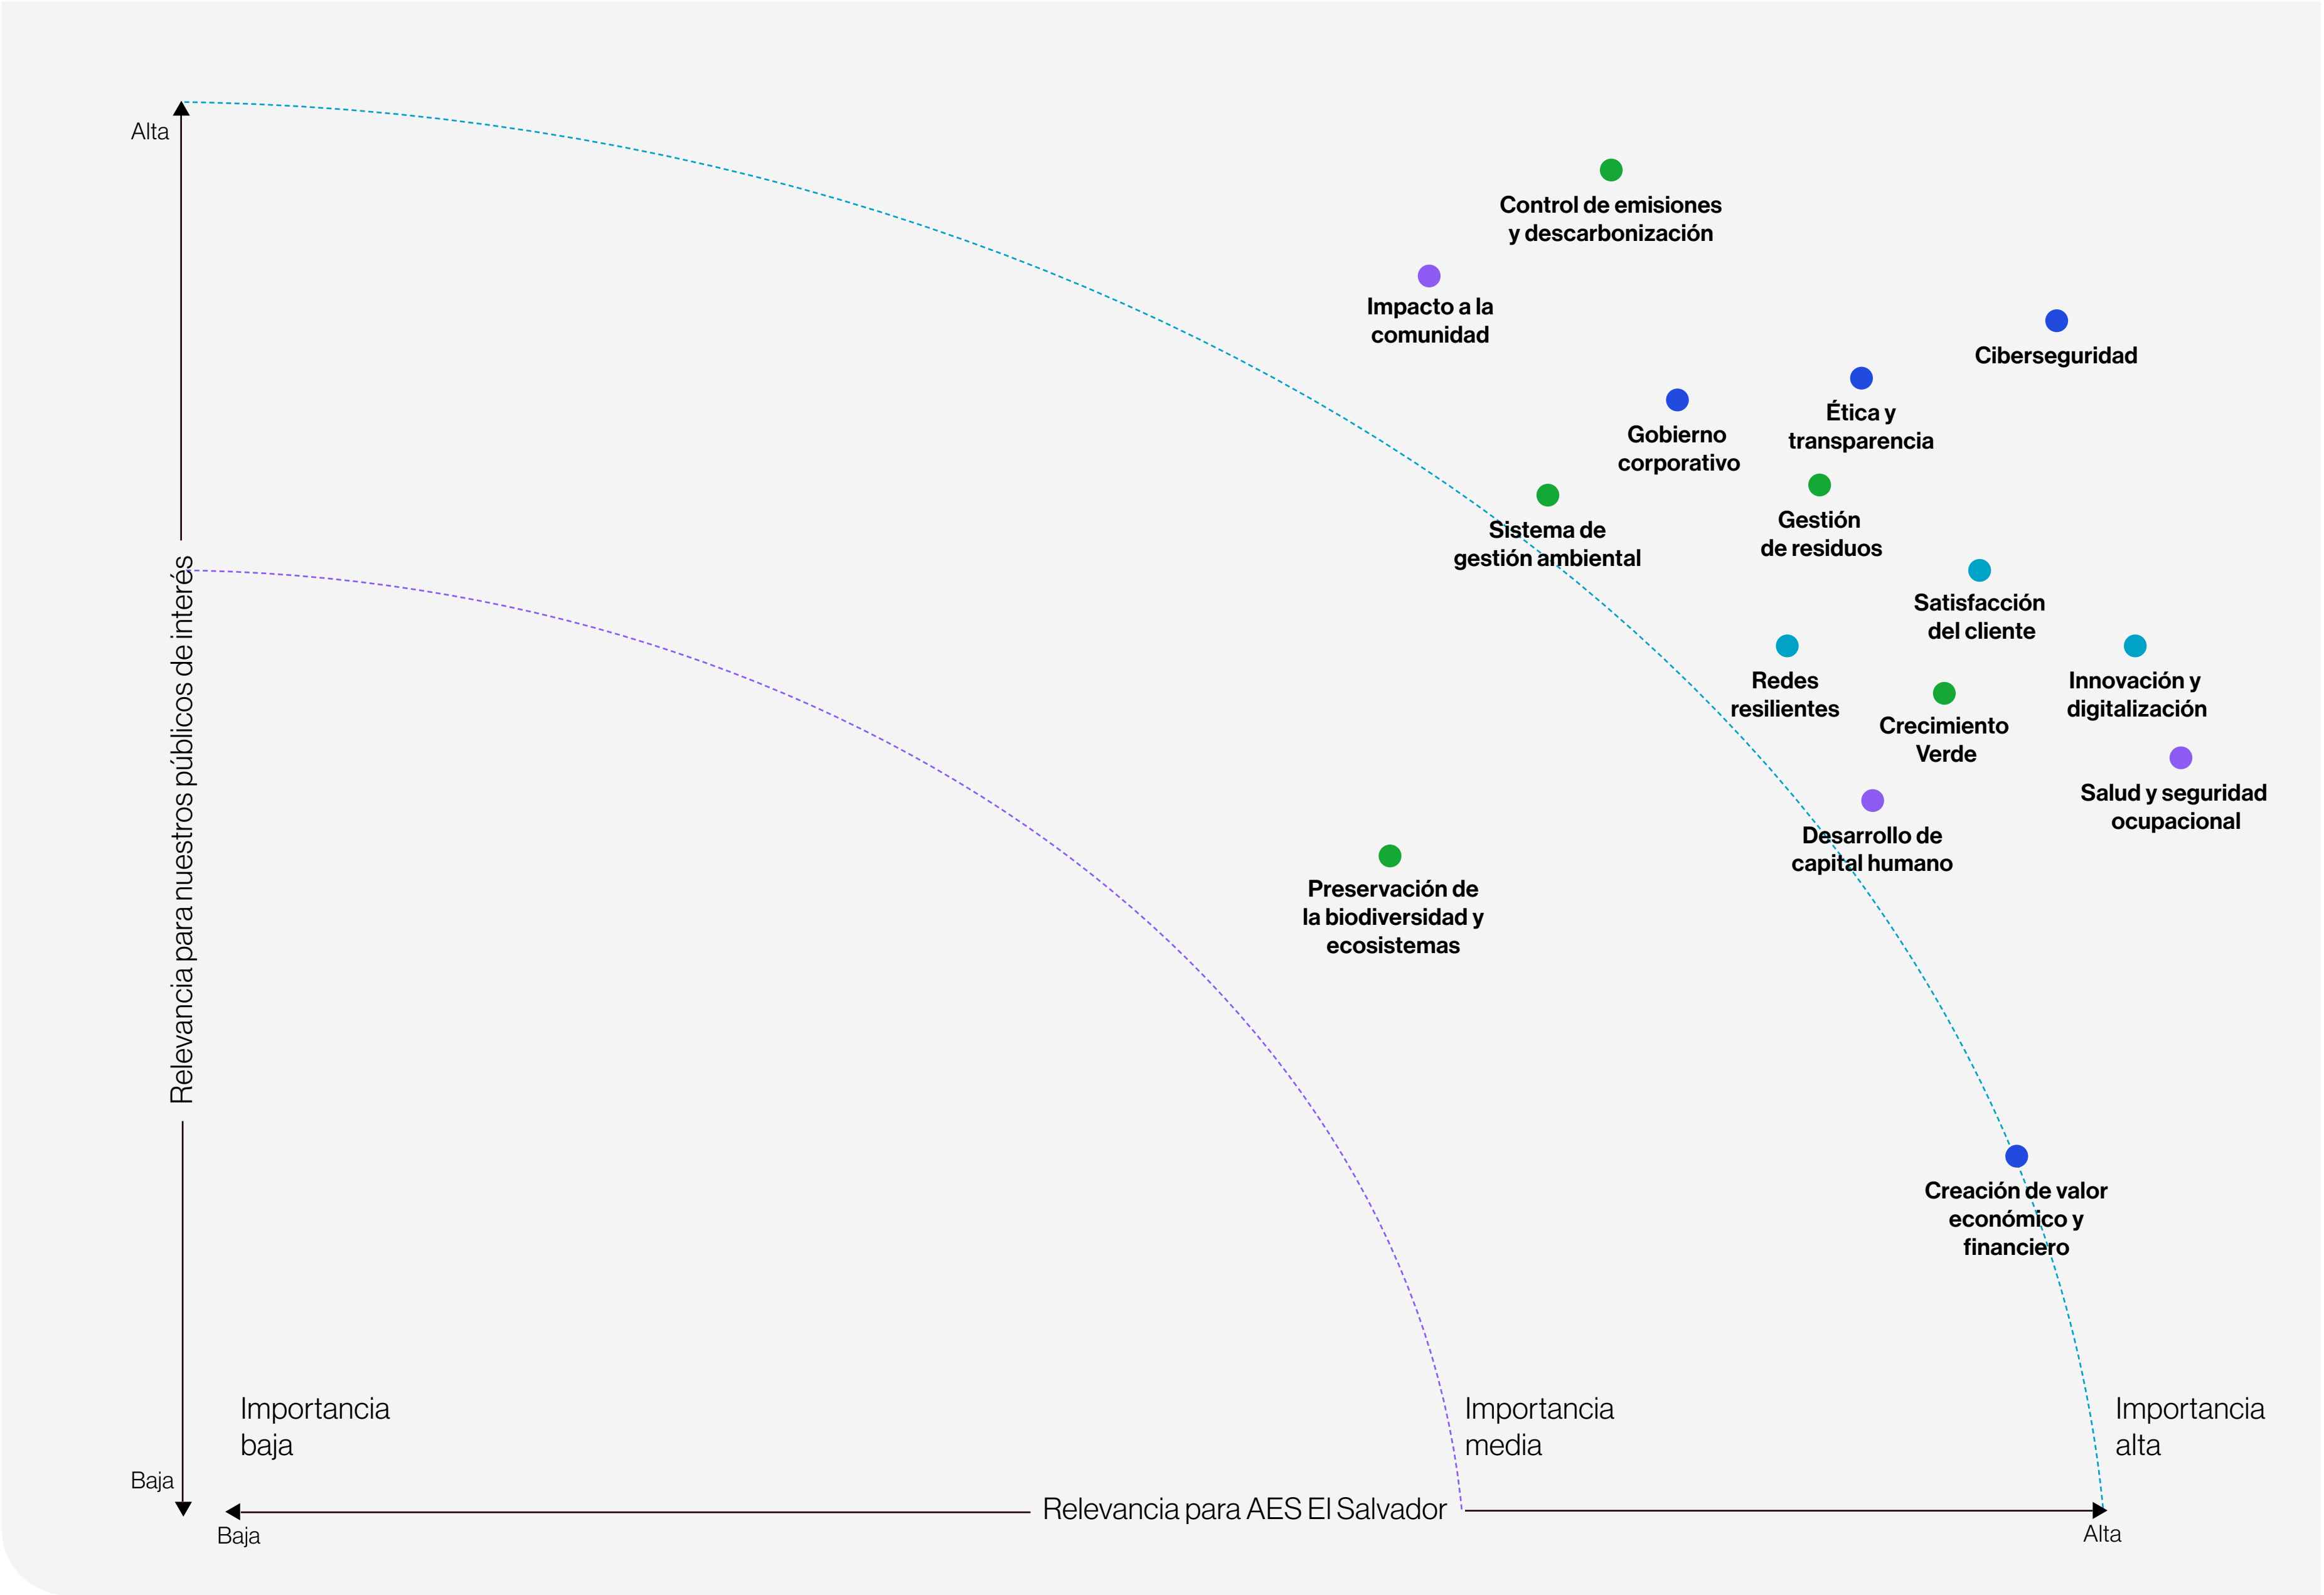 Alta
Control de emisiones
y descarbonización
Impacto a la
comunidad
Ciberseguridad
Ética y
transparencia
Gobierno
corporativo
Gestión
de residuos
Sistema de
gestión ambiental
Satisfacción
del cliente
Redes
resilientes
Innovación y
digitalización
Crecimiento
Verde
Salud y seguridad
ocupacional
Desarrollo de
capital humano
Preservación de
la biodiversidad y
ecosistemas
Relevancia para nuestros públicos de interés
Creación de valor
económico y
financiero
Importancia
baja
Importancia
media
Importancia
alta
Baja
Relevancia para AES El Salvador
Baja
Alta